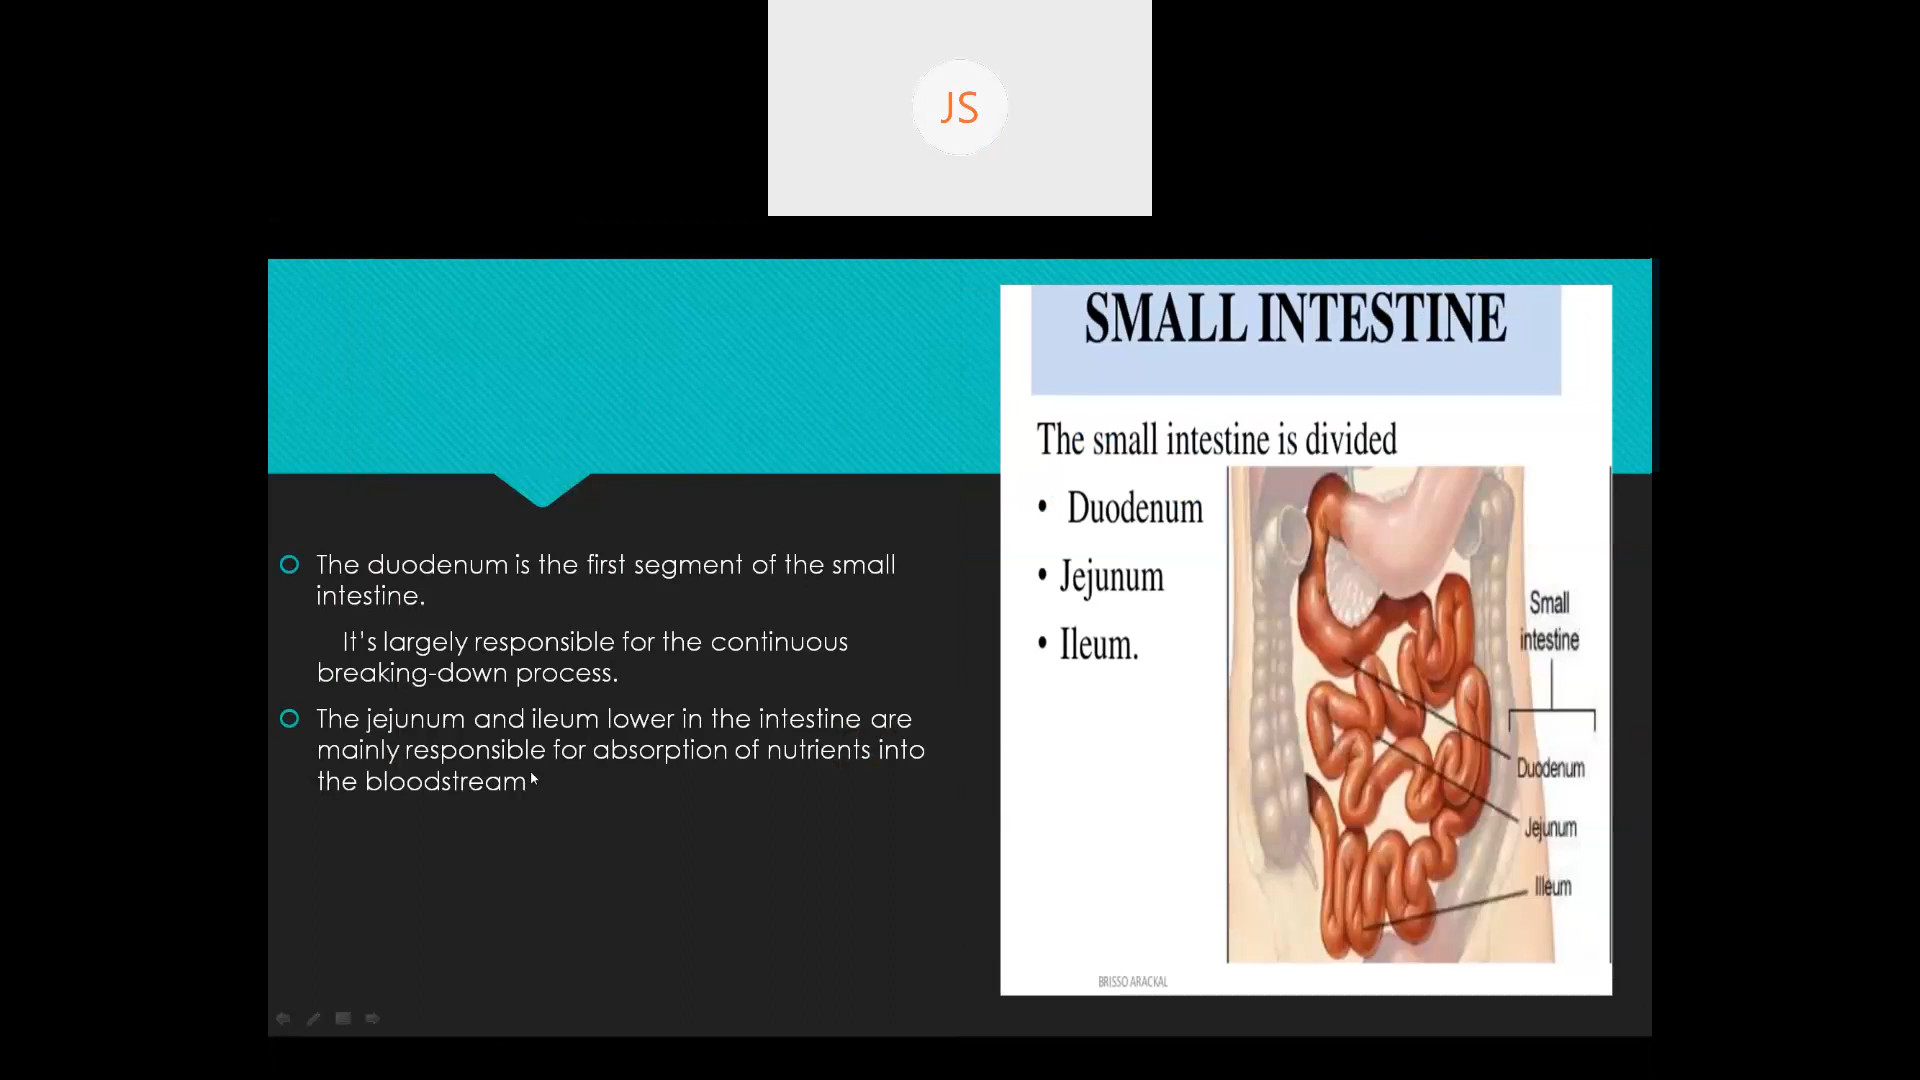 JS
The duodenum is the first segment of the small
intestine.
It's largely responsible for the continuous
breaking-down process.
The jejunum and ileum lower in the intestine are
mainly responsible for absorption of nutrients into
the bloodstream
SMALL INTESTINE
The small intestine is divided
• Duodenum
• Jejunum
• Ileum.
Small
intestine
Duodenum
Jejunum
Illeum
BRISSO ARACKAL